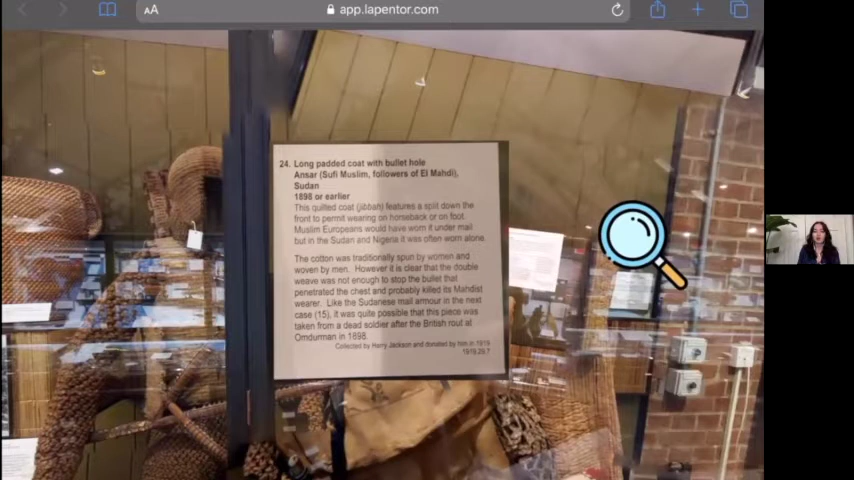 AA
app.lapentor.com
24. Long padded coat with bullet hole
Ansar (Sufi Muslim, followers of El Mahdi),
Sudan
1898 or earlier
This quilted coat (jibbah) features a split down the
front to permit wearing on horseback or on foot.
Muslim Europeans would have worn it under mail
but in the Sudan and Nigeria it was often worn alone.
The cotton was traditionally spun by women and
woven by men. However it is clear that the double
weave was not enough to stop the bullet that
penetrated the chest and probably killed its Mahdist
wearer. Like the Sudanese mail armour in the next
case (15), it was quite possible that this piece was
taken from a dead soldier after the British rout at
Omdurman in 1898.
Collected by Harry Jackson and donated by him in 1919
1919.29.7